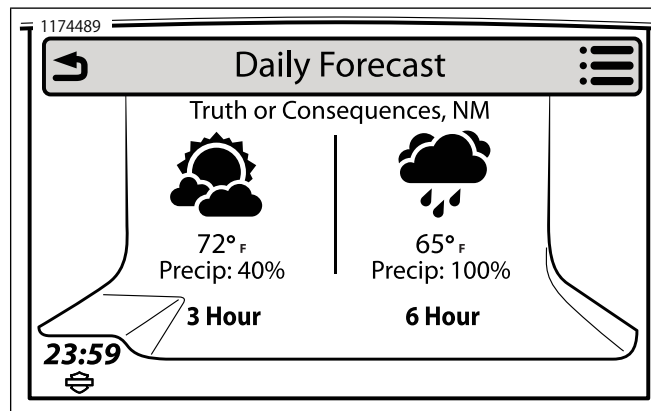 1174489
Daily Forecast
Truth or Consequences, NM
72° F
65° F
Precip: 40%
Precip: 100%
3 Hour
6 Hour
23:59